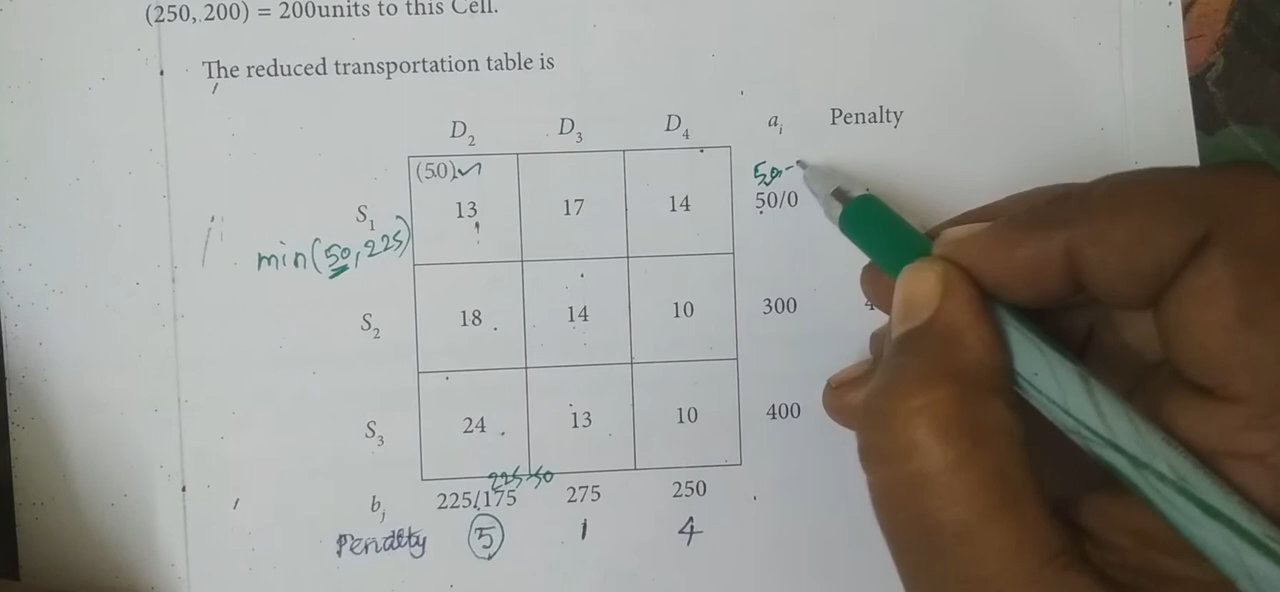 (250, 200) = 200units to this Cell.
The reduced transportation table is
D2 D3 D4 ai Penalty
(50) 50-
S1 13 17 14 50/0
min(50,225)
S2 18 14 10 300
S3 24 13 10 400
225-50
bj 225/175 275 250
Penalty 5 1 4